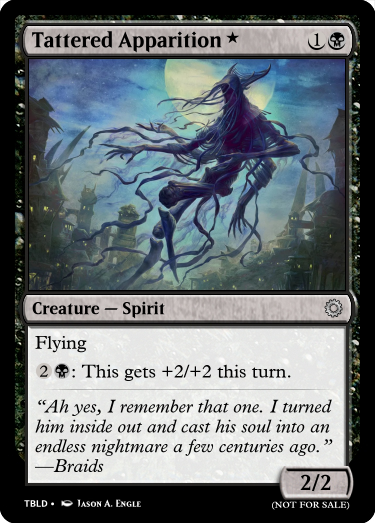 Tattered Apparition ★ 1
Creature — Spirit
Flying
2 : This gets +2/+2 this turn.
“Ah yes, I remember that one. I turned
him inside out and cast his soul into an
endless nightmare a few centuries ago.”
—Braids
2/2
TBLD • Jason A. Engle
(NOT FOR SALE)